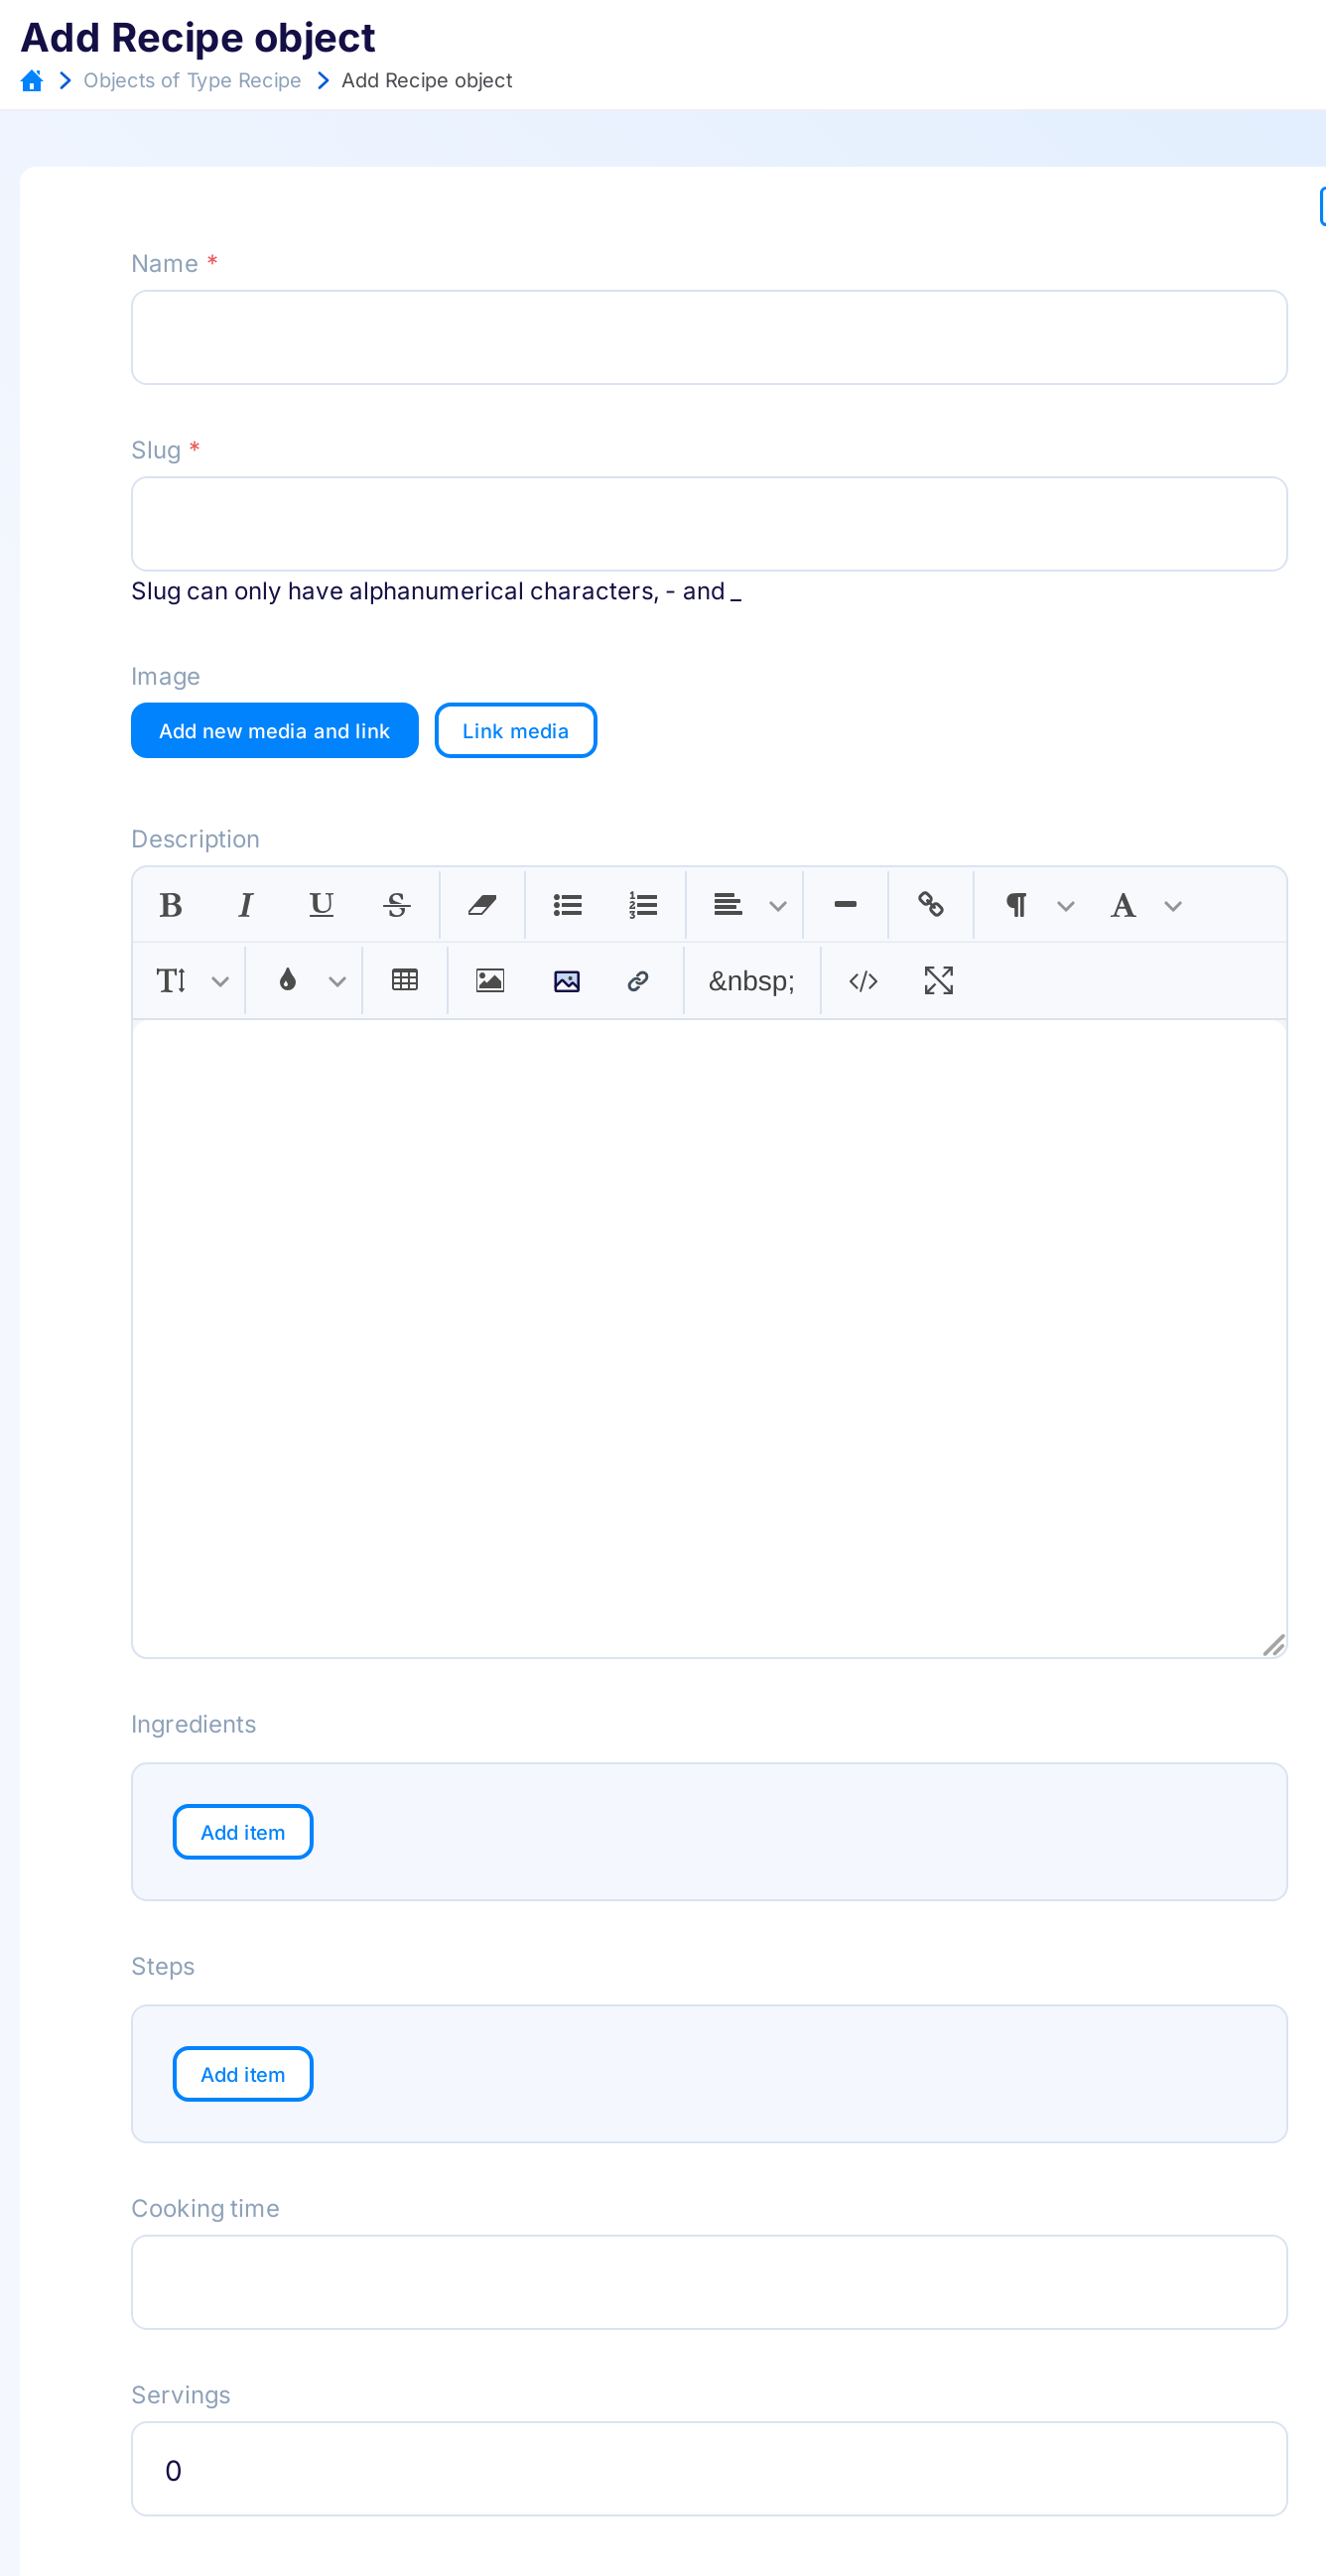 Add Recipe object
Objects of Type Recipe Add Recipe object
Name *
Slug *
Slug can only have alphanumerical characters, - and _
Image
Add new media and link Link media
Description
&nbsp;
Ingredients
Add item
Steps
Add item
Cooking time
Servings
0